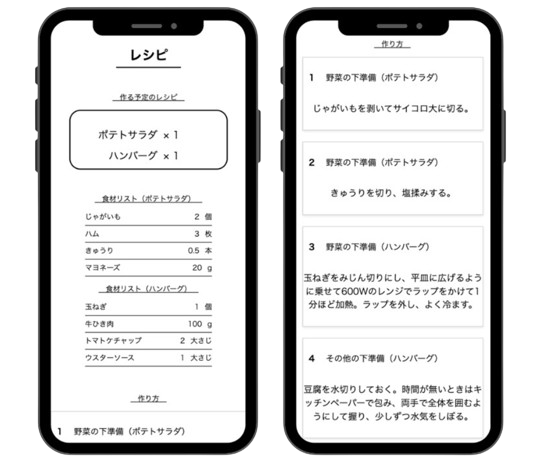 レシピ
作る予定のレシピ
ポテトサラダ × 1
ハンバーグ × 1
食材リスト（ポテトサラダ）
じゃがいも 2 個
ハム 3 枚
きゅうり 0.5 本
マヨネーズ 20 g
食材リスト（ハンバーグ）
玉ねぎ 1 個
牛ひき肉 100 g
トマトケチャップ 2 大さじ
ウスターソース 1 大さじ
作り方
1 野菜の下準備（ポテトサラダ）
作り方
1 野菜の下準備（ポテトサラダ）
じゃがいもを剥いてサイコロ大に切る。
2 野菜の下準備（ポテトサラダ）
きゅうりを切り、塩揉みする。
3 野菜の下準備（ハンバーグ）
玉ねぎをみじん切りにし、平皿に広げるよう
に乗せて600Wのレンジでラップをかけて1
分ほど加熱。ラップを外し、よく冷ます。
4 その他の下準備（ハンバーグ）
豆腐を水切りしておく。時間が無いときはキ
ッチンペーパーで包み、両手で全体を囲むよ
うにして握り、少しずつ水気をしぼる。